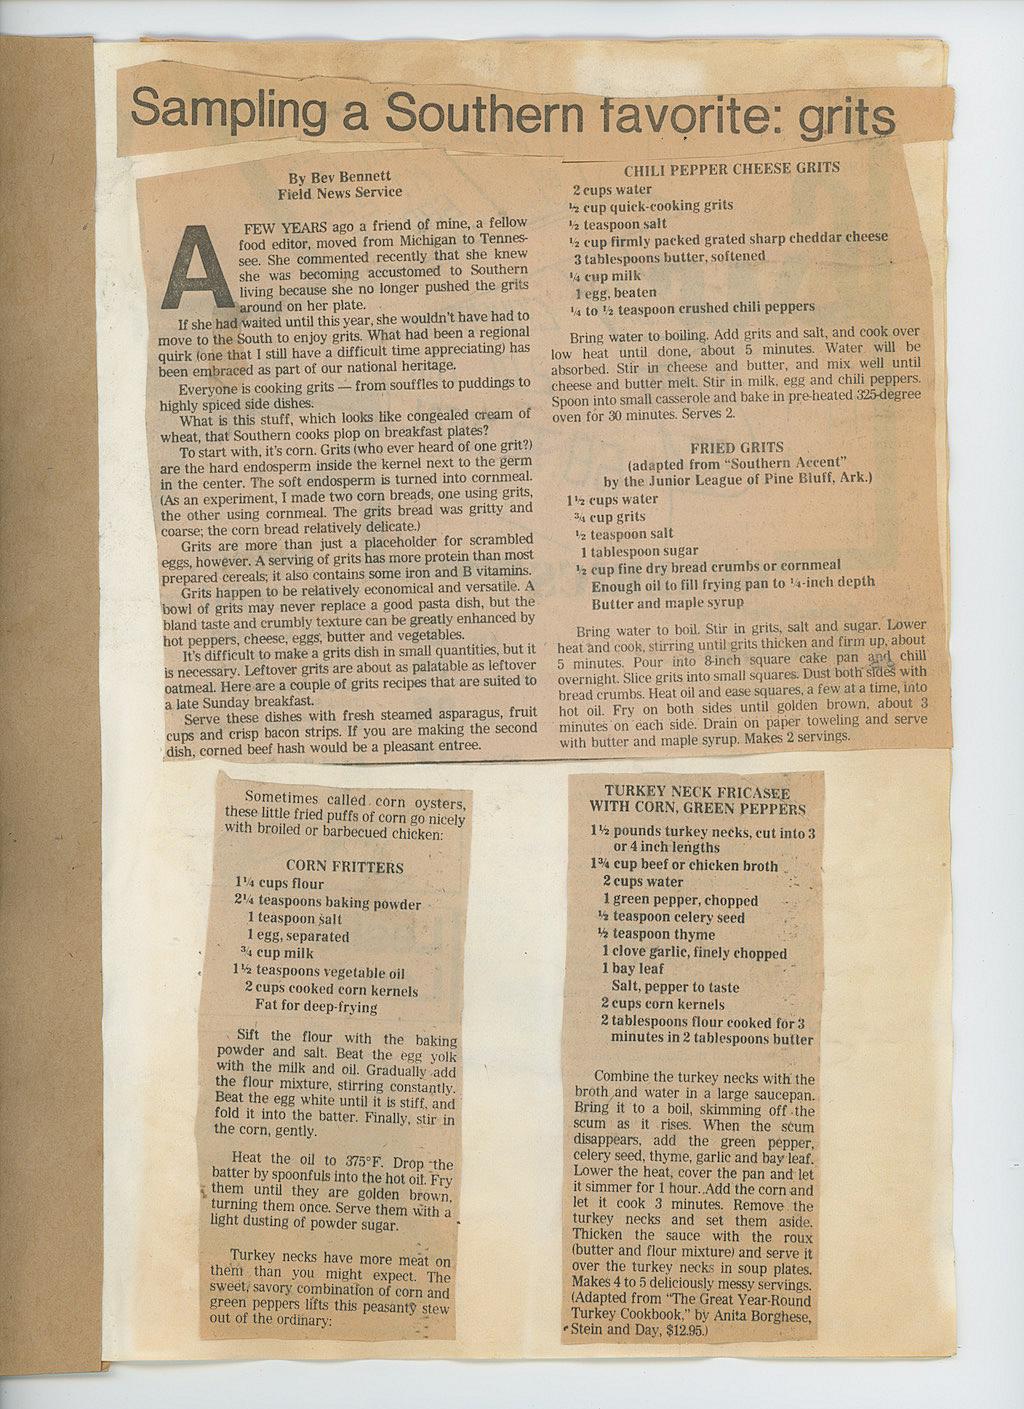 Sampling a Southern favorite: grits
By Bev Bennett
Field News Service
A FEW YEARS ago a friend of mine, a fellow
food editor, moved from Michigan to Tennes-
see. She commented recently that she knew
she was becoming accustomed to Southern
living because she no longer pushed the grits
around on her plate.
If she had waited until this year, she wouldn't have had to
move to the South to enjoy grits. What had been a regional
quirk (one that I still have a difficult time appreciating) has
been embraced as part of our national heritage.
Everyone is cooking grits — from souffles to puddings to
highly spiced side dishes.
What is this stuff, which looks like congealed cream of
wheat, that Southern cooks plop on breakfast plates?
To start with, it's corn. Grits (who ever heard of one grit?)
are the hard endosperm inside the kernel next to the germ
in the center. The soft endosperm is turned into cornmeal.
(As an experiment, I made two corn breads, one using grits,
the other using cornmeal. The grits bread was gritty and
coarse; the corn bread relatively delicate.)
Grits are more than just a placeholder for scrambled
eggs, however. A serving of grits has more protein than most
prepared cereals; it also contains some iron and B vitamins.
Grits happen to be relatively economical and versatile. A
bowl of grits may never replace a good pasta dish, but the
bland taste and crumbly texture can be greatly enhanced by
hot peppers, cheese, eggs, butter and vegetables.
It's difficult to make a grits dish in small quantities, but it
is necessary. Leftover grits are about as palatable as leftover
oatmeal. Here are a couple of grits recipes that are suited to
a late Sunday breakfast.
Serve these dishes with fresh steamed asparagus, fruit
cups and crisp bacon strips. If you are making the second
dish, corned beef hash would be a pleasant entree.
CHILI PEPPER CHEESE GRITS
2 cups water
½ cup quick-cooking grits
½ teaspoon salt
½ cup firmly packed grated sharp cheddar cheese
3 tablespoons butter, softened
¼ cup milk
1 egg, beaten
¼ to ½ teaspoon crushed chili peppers
Bring water to boiling. Add grits and salt, and cook over
low heat until done, about 5 minutes. Water will be
absorbed. Stir in cheese and butter, and mix well until
cheese and butter melt. Stir in milk, egg and chili peppers.
Spoon into small casserole and bake in pre-heated 325-degree
oven for 30 minutes. Serves 2.
FRIED GRITS
(adapted from "Southern Accent"
by the Junior League of Pine Bluff, Ark.)
1½ cups water
¾ cup grits
½ teaspoon salt
1 tablespoon sugar
½ cup fine dry bread crumbs or cornmeal
Enough oil to fill frying pan to ¼-inch depth
Butter and maple syrup
Bring water to boil. Stir in grits, salt and sugar. Lower
heat and cook, stirring until grits thicken and firm up, about
5 minutes. Pour into 8-inch square cake pan and chill
overnight. Slice grits into small squares. Dust both sides with
bread crumbs. Heat oil and ease squares, a few at a time, into
hot oil. Fry on both sides until golden brown, about 3
minutes on each side. Drain on paper toweling and serve
with butter and maple syrup. Makes 2 servings.
Sometimes called corn oysters,
these little fried puffs of corn go nicely
with broiled or barbecued chicken:
CORN FRITTERS
1¼ cups flour
2¼ teaspoons baking powder
1 teaspoon salt
1 egg, separated
¾ cup milk
1½ teaspoons vegetable oil
2 cups cooked corn kernels
Fat for deep-frying
Sift the flour with the baking
powder and salt. Beat the egg yolk
with the milk and oil. Gradually add
the flour mixture, stirring constantly.
Beat the egg white until it is stiff, and
fold it into the batter. Finally, stir in
the corn, gently.
Heat the oil to 375°F. Drop the
batter by spoonfuls into the hot oil. Fry
them until they are golden brown,
turning them once. Serve them with a
light dusting of powder sugar.
Turkey necks have more meat on
them than you might expect. The
sweet, savory combination of corn and
green peppers lifts this peasanty stew
out of the ordinary:
TURKEY NECK FRICASEE
WITH CORN, GREEN PEPPERS
1½ pounds turkey necks, cut into 3
or 4 inch lengths
1¾ cup beef or chicken broth
2 cups water
1 green pepper, chopped
½ teaspoon celery seed
½ teaspoon thyme
1 clove garlic, finely chopped
1 bay leaf
Salt, pepper to taste
2 cups corn kernels
2 tablespoons flour cooked for 3
minutes in 2 tablespoons butter
Combine the turkey necks with the
broth and water in a large saucepan.
Bring it to a boil, skimming off the
scum as it rises. When the scum
disappears, add the green pepper,
celery seed, thyme, garlic and bay leaf.
Lower the heat, cover the pan and let
it simmer for 1 hour. Add the corn and
let it cook 3 minutes. Remove the
turkey necks and set them aside.
Thicken the sauce with the roux
(butter and flour mixture) and serve it
over the turkey necks in soup plates.
Makes 4 to 5 deliciously messy servings.
(Adapted from "The Great Year-Round
Turkey Cookbook," by Anita Borghese,
Stein and Day, $12.95.)